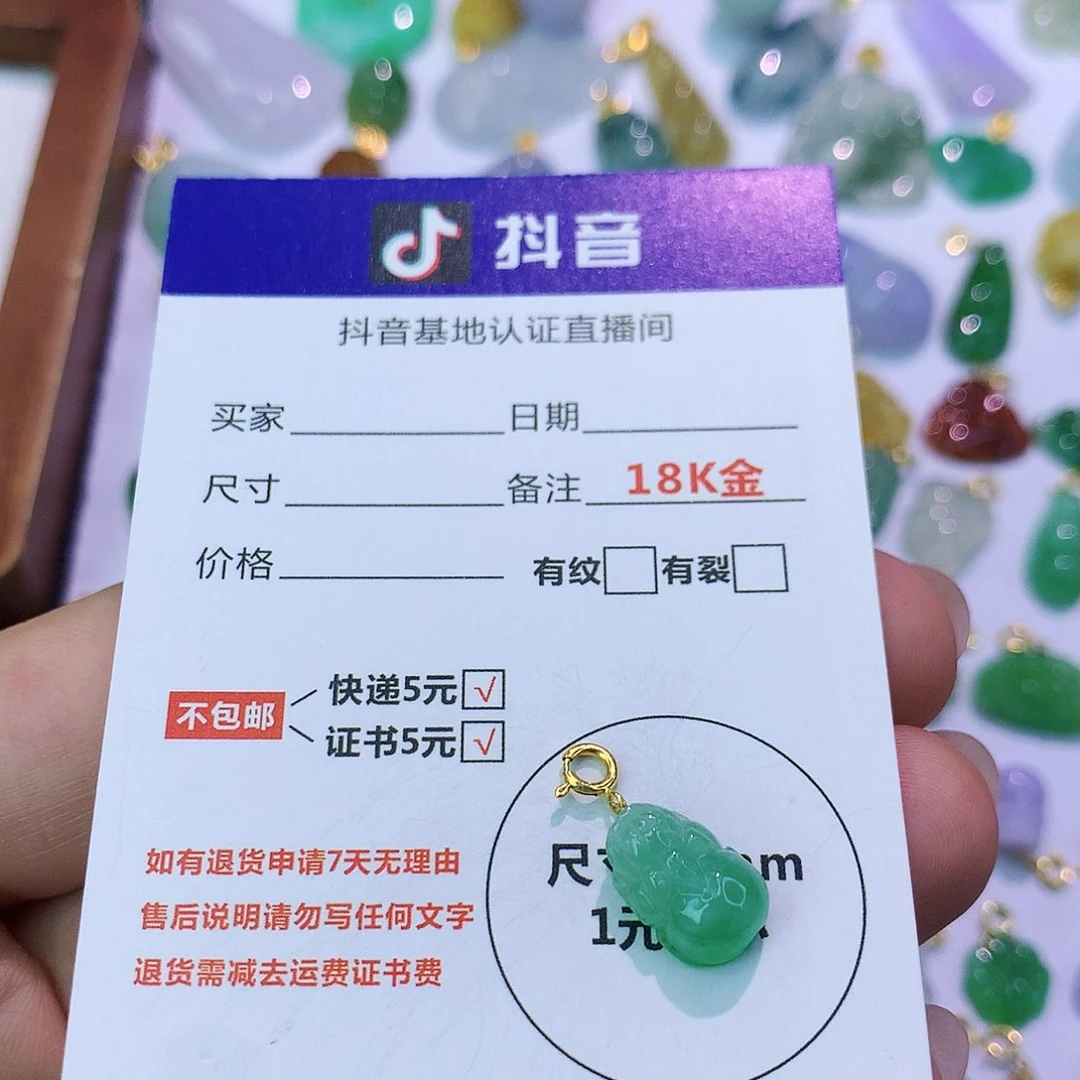 抖音
抖音基地认证直播间
买家 日期
尺寸 备注 18K金
价格 有纹 有裂
不包邮
快递5元 √
证书5元 √
如有退货申请7天无理由
售后说明请勿写任何文字
退货需减去运费证书费
尺
1元